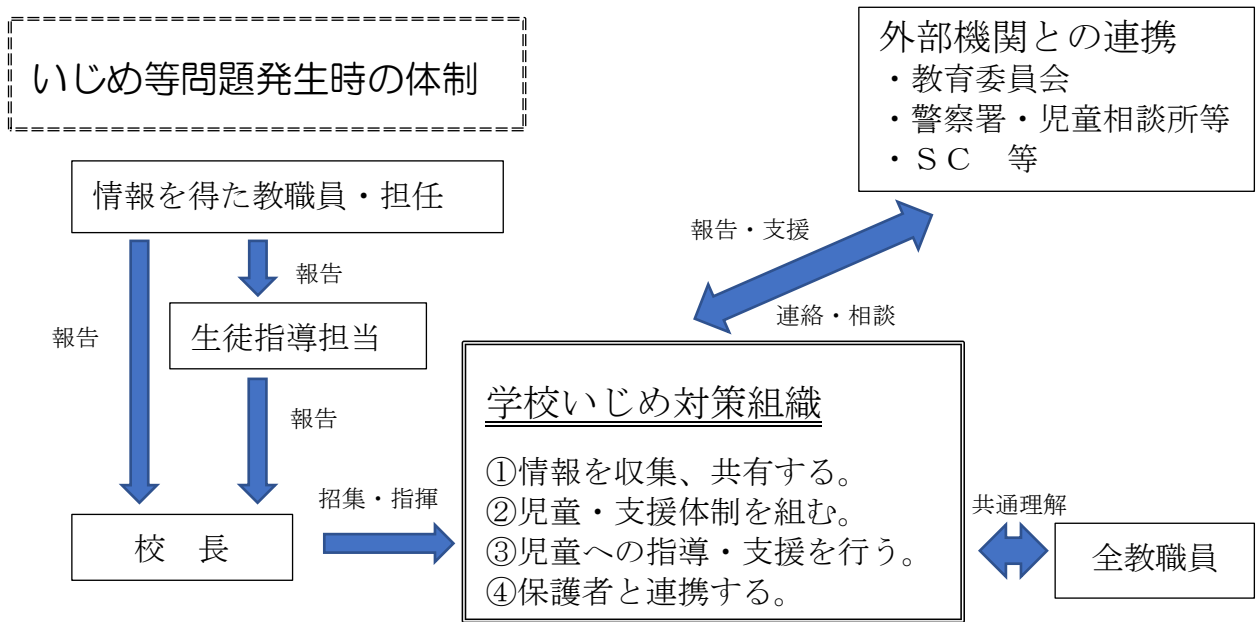 いじめ等問題発生時の体制
外部機関との連携
・教育委員会
・警察署・児童相談所等
・ＳＣ　等
情報を得た教職員・担任
報告・支援
連絡・相談
報告
報告
生徒指導担当
報告
校　長
招集・指揮
学校いじめ対策組織
①情報を収集、共有する。
②児童・支援体制を組む。
③児童への指導・支援を行う。
④保護者と連携する。
共通理解
全教職員